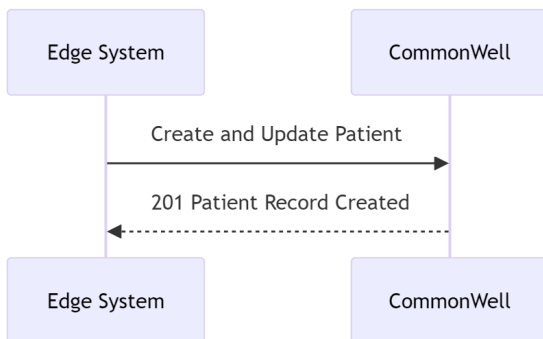 Edge System
CommonWell
Create and Update Patient
201 Patient Record Created
Edge System
CommonWell